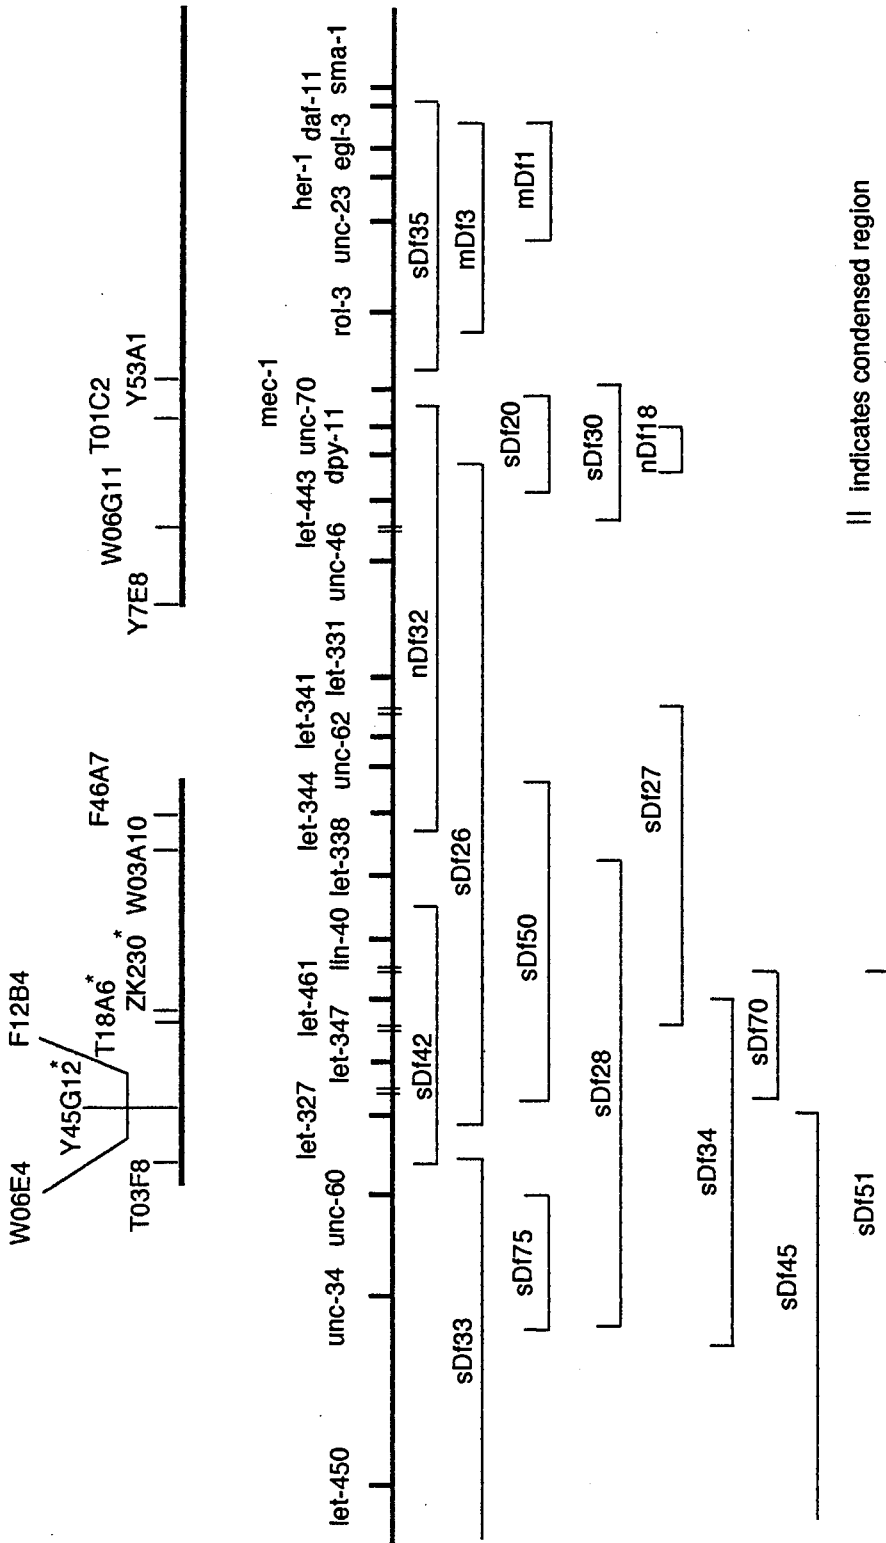 W06E4
F12B4
Y45G12*
T18A6*
T03F8
ZK230 *
W03A10
F46A7
Y7E8
W06G11
T01C2
Y53A1
mec-1
let-327
let-461
let-344
let-341
let-443
unc-70
her-1
daf-11
let-450
unc-34
unc-60
let-347
lin-40
let-338
unc-62
let-331
unc-46
dpy-11
rol-3
unc-23
egl-3
sma-1
sDf42
nDf32
sDf35
sDf33
sDf26
mDf3
sDf75
sDf50
sDf20
mDf1
sDf28
sDf30
sDf27
nDf18
sDf34
sDf70
sDf45
sDf51
|| indicates condensed region